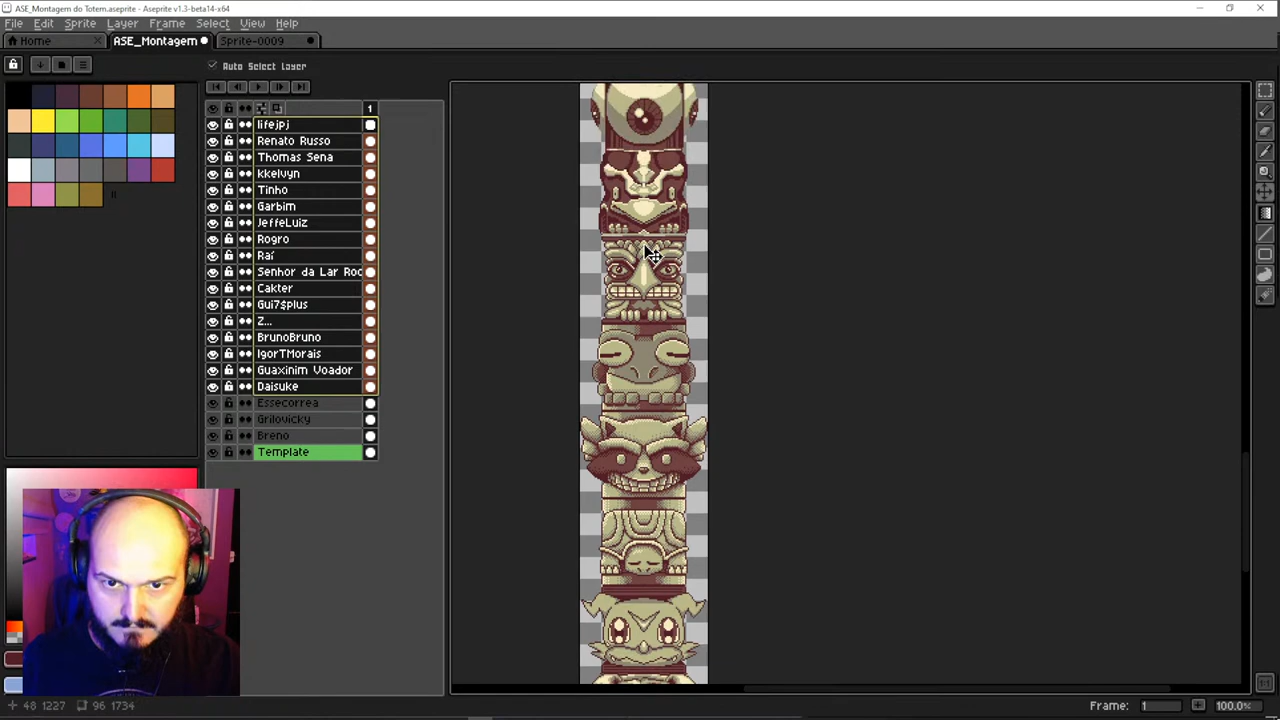 ASE_Montagem do Totem.aseprite - Aseprite v1.3-beta14-x64
File Edit Sprite Layer Frame Select View Help
Home ASE_Montagem Sprite-0009
Auto Select Layer
1
lifejpj
Renato Russo
Thomas Sena
kkelvyn
Tinho
Garbim
JeffeLuiz
Rogro
Raí
Senhor da Lar Roc
Cakter
Gui7$plus
Z...
BrunoBruno
IgorTMorais
Guaxinim Voador
Daisuke
Essecorrea
Grilovicky
Breno
Template
48 1227 96 1734 Frame: 1 100.0%